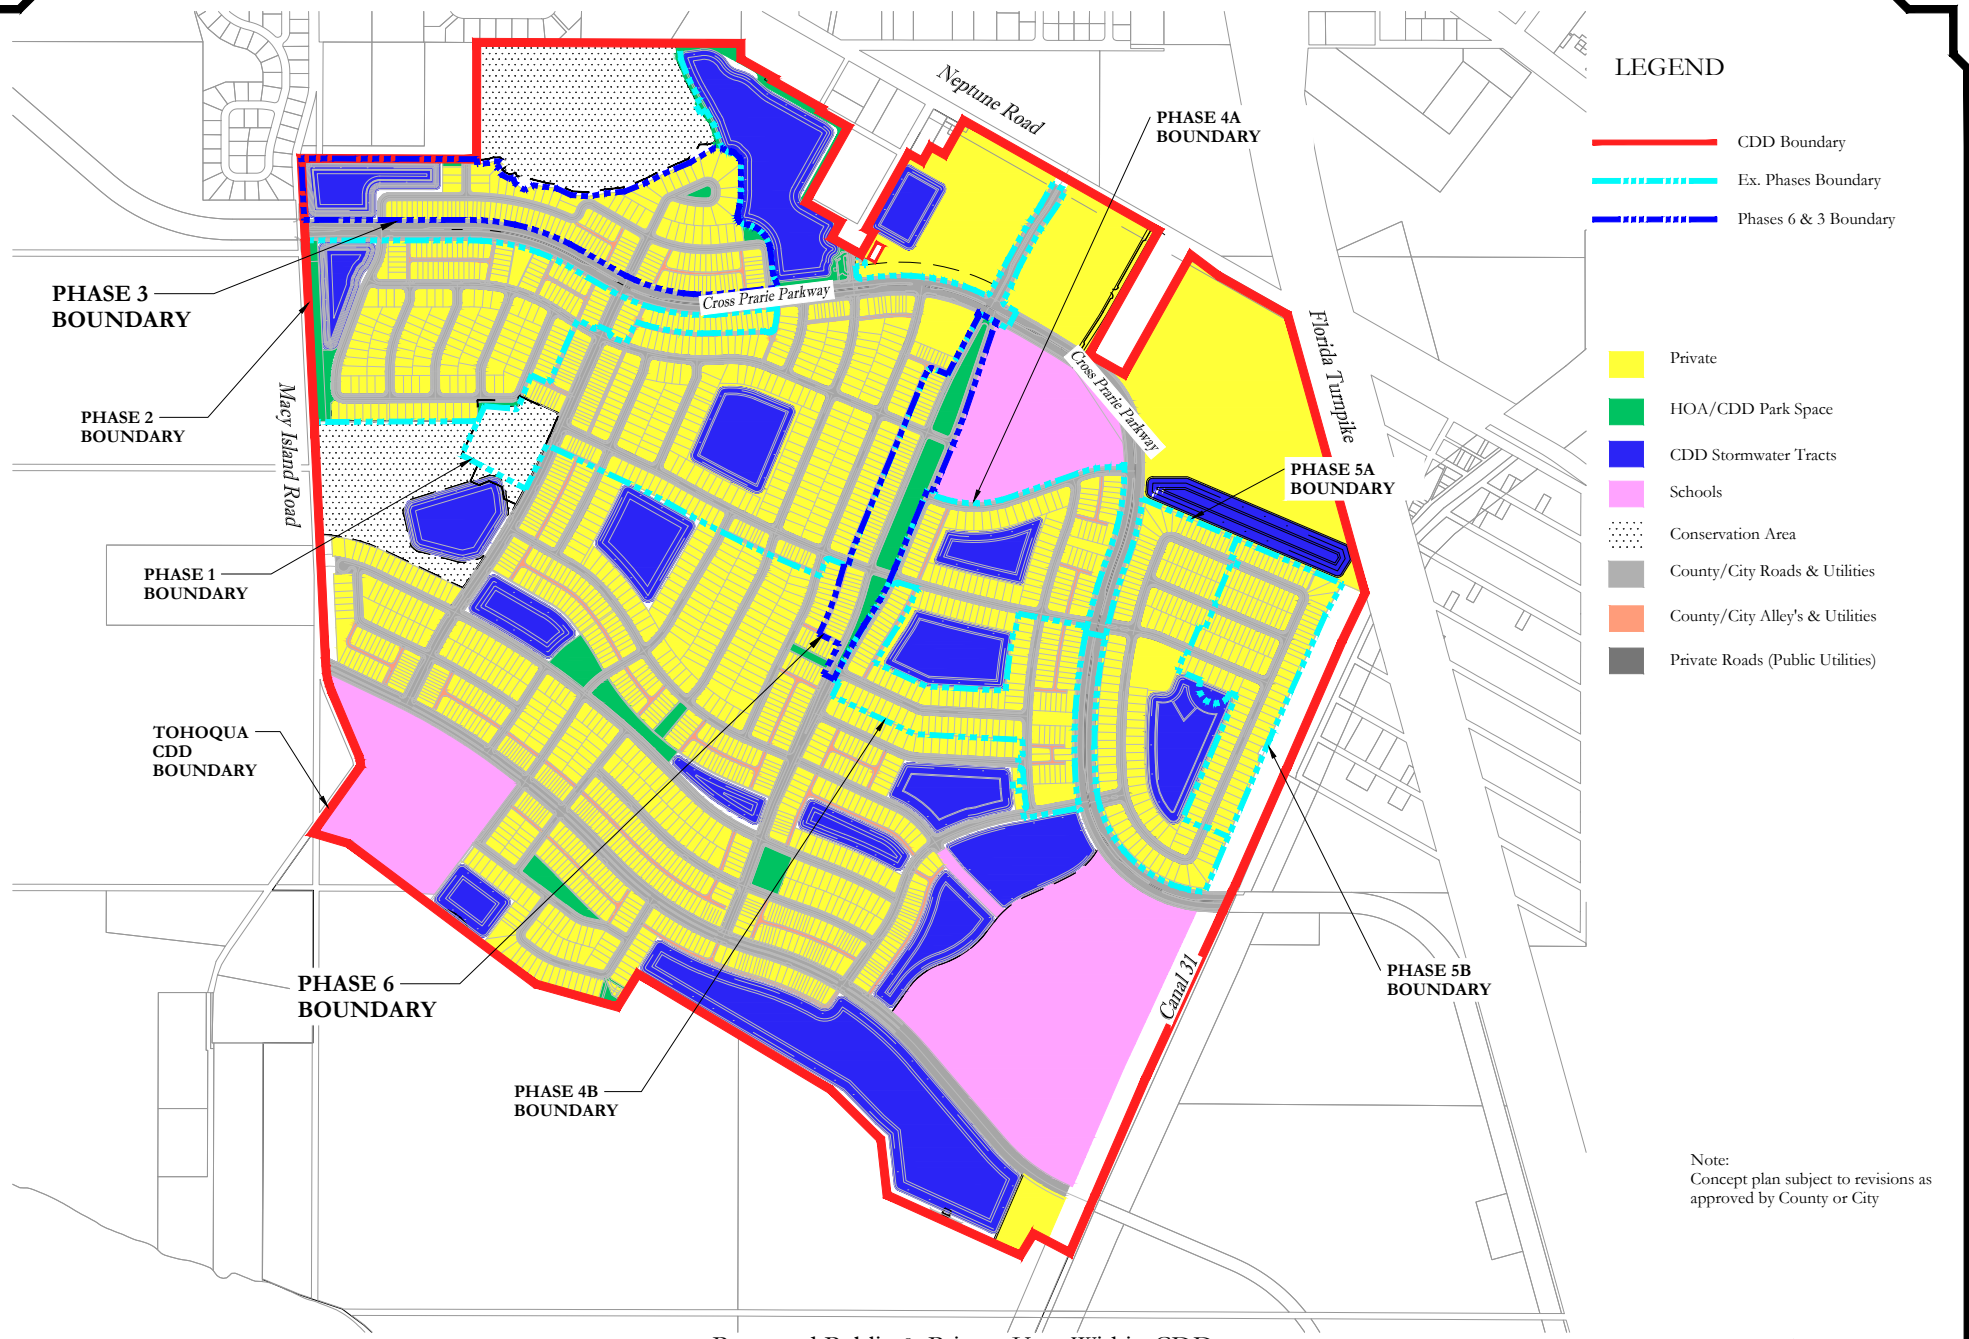 LEGEND
CDD Boundary
Ex. Phases Boundary
Phases 6 & 3 Boundary
Private
HOA/CDD Park Space
CDD Stormwater Tracts
Schools
Conservation Area
County/City Roads & Utilities
County/City Alley's & Utilities
Private Roads (Public Utilities)
Neptune Road
PHASE 4A
BOUNDARY
PHASE 3
BOUNDARY
Cross Prarie Parkway
Cross Prarie Parkway
Florida Turnpike
PHASE 2
BOUNDARY
Macy Island Road
PHASE 5A
BOUNDARY
PHASE 1
BOUNDARY
TOHOQUA
CDD
BOUNDARY
PHASE 6
BOUNDARY
PHASE 5B
BOUNDARY
Canal 31
PHASE 4B
BOUNDARY
Note:
Concept plan subject to revisions as
approved by County or City